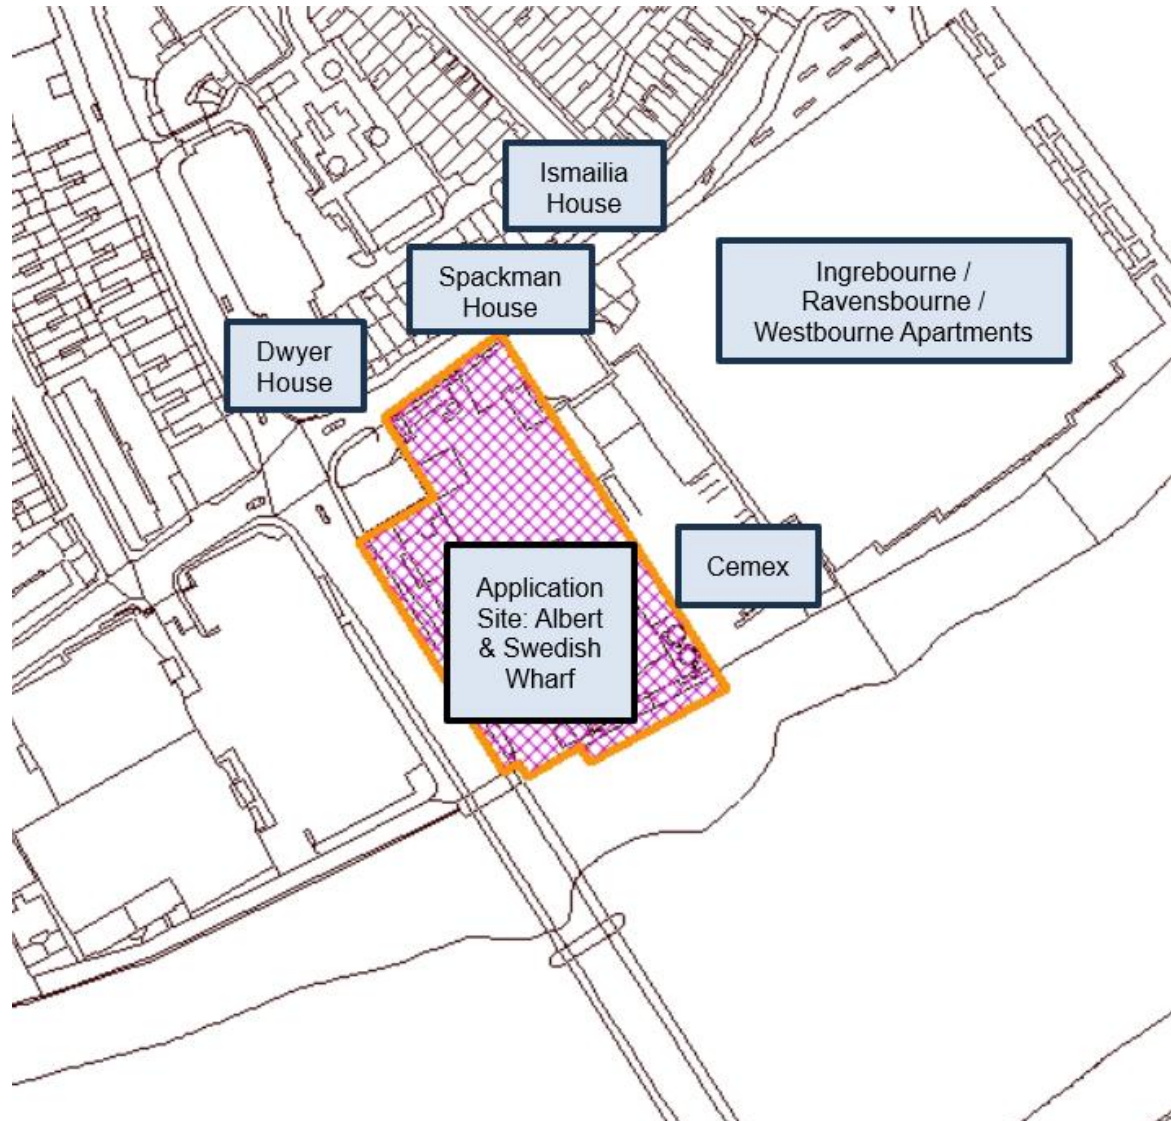 Ismailia
House
Spackman
House
Ingrebourne /
Ravensbourne /
Westbourne Apartments
Dwyer
House
Cemex
Application
Site: Albert
& Swedish
Wharf